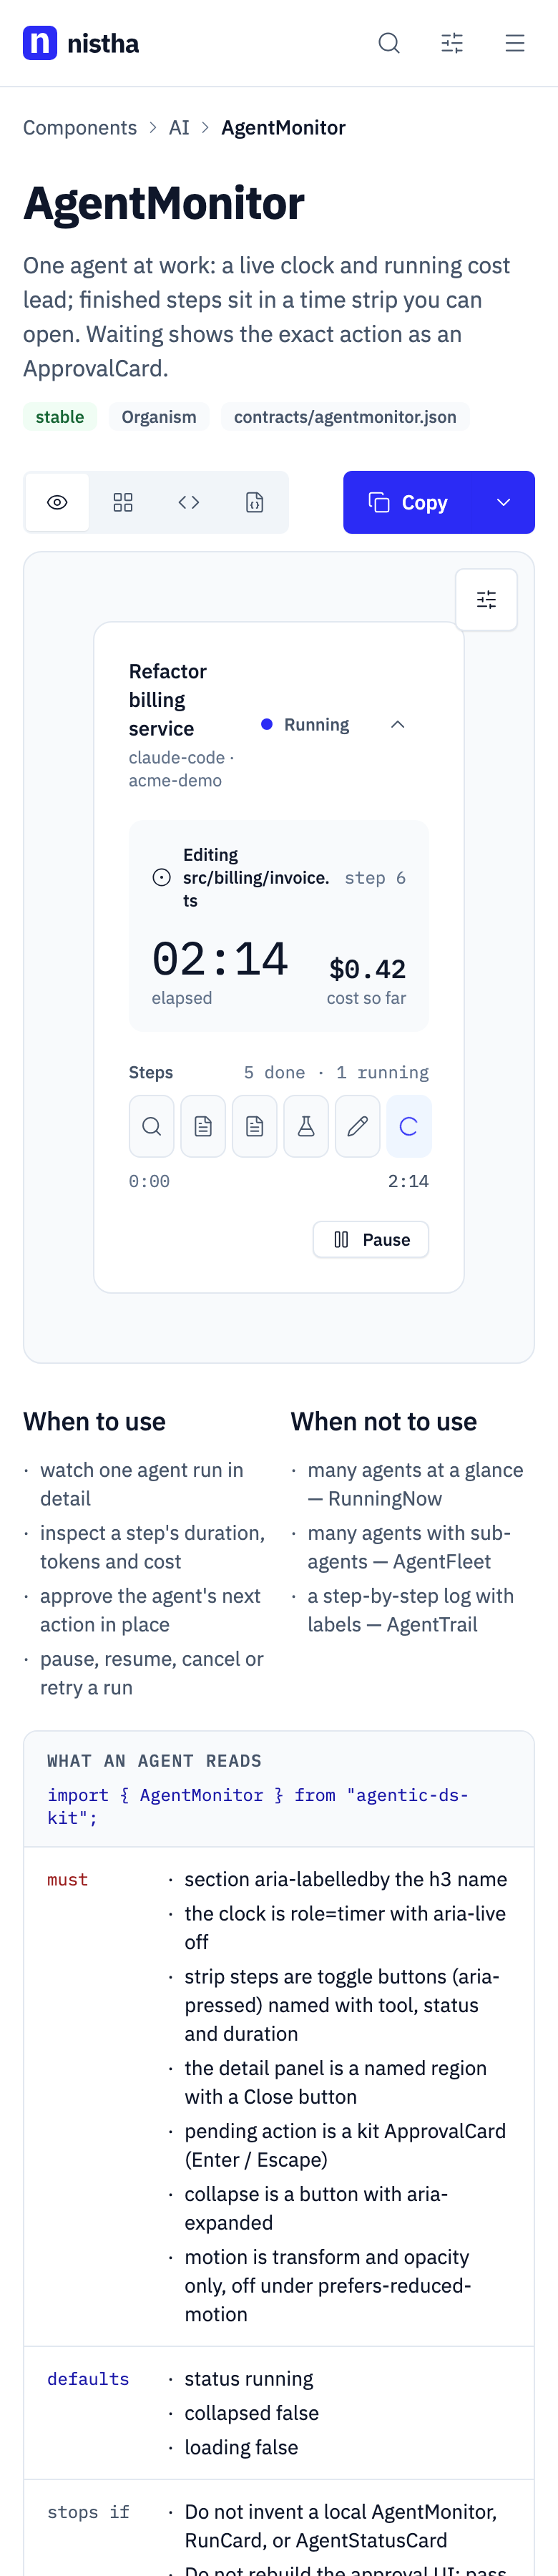 n nistha
Components > AI > AgentMonitor
AgentMonitor
One agent at work: a live clock and running cost
lead; finished steps sit in a time strip you can
open. Waiting shows the exact action as an
ApprovalCard.
stable Organism contracts/agentmonitor.json
Copy
Refactor
billing
service
claude-code ·
acme-demo
Running
Editing
src/billing/invoice.
ts
step 6
02:14 $0.42
elapsed cost so far
Steps 5 done · 1 running
0:00 2:14
Pause
When to use
· watch one agent run in
detail
· inspect a step's duration,
tokens and cost
· approve the agent's next
action in place
· pause, resume, cancel or
retry a run
When not to use
· many agents at a glance
— RunningNow
· many agents with sub-
agents — AgentFleet
· a step-by-step log with
labels — AgentTrail
WHAT AN AGENT READS
import { AgentMonitor } from "agentic-ds-
kit";
must
· section aria-labelledby the h3 name
· the clock is role=timer with aria-live
off
· strip steps are toggle buttons (aria-
pressed) named with tool, status
and duration
· the detail panel is a named region
with a Close button
· pending action is a kit ApprovalCard
(Enter / Escape)
· collapse is a button with aria-
expanded
· motion is transform and opacity
only, off under prefers-reduced-
motion
defaults
· status running
· collapsed false
· loading false
stops if
· Do not invent a local AgentMonitor,
RunCard, or AgentStatusCard
· Do not rebuild the approval UI; pass